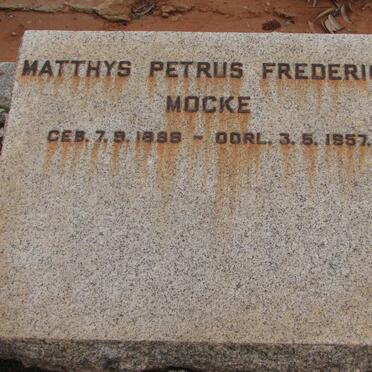 MATTHYS PETRUS FREDERIC
MOCKE
GEB. 7. 9. 1898 - OORL. 3. 5. 1957.